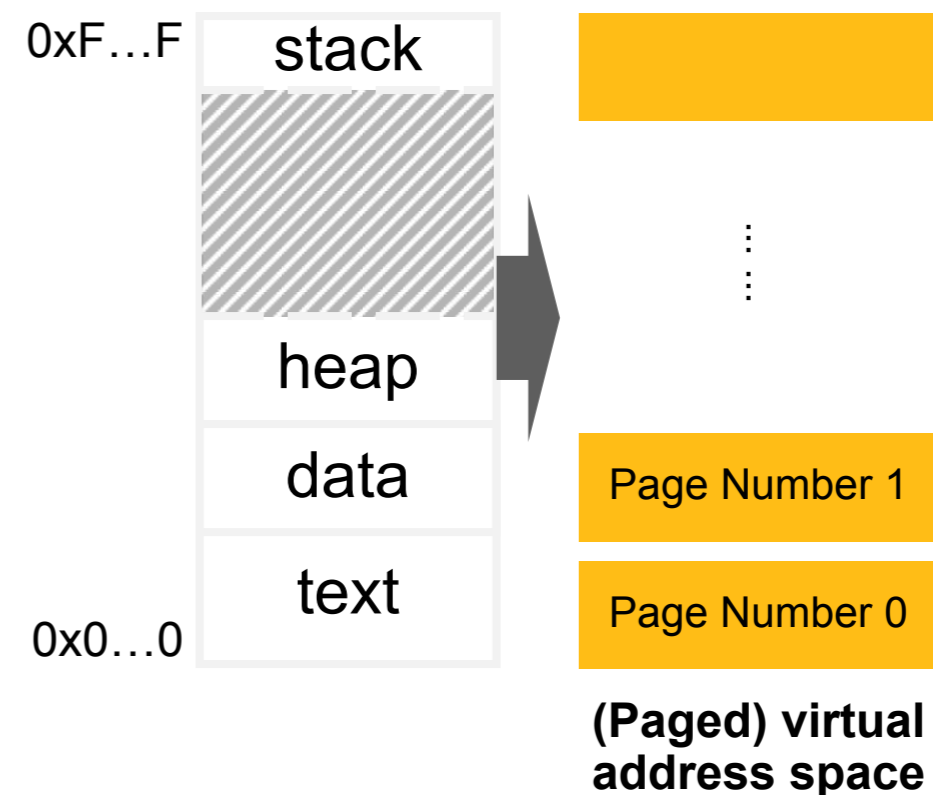 0xF…F
stack
heap
data
text
0x0…0
⋮
⋮
Page Number 1
Page Number 0
(Paged) virtual
address space